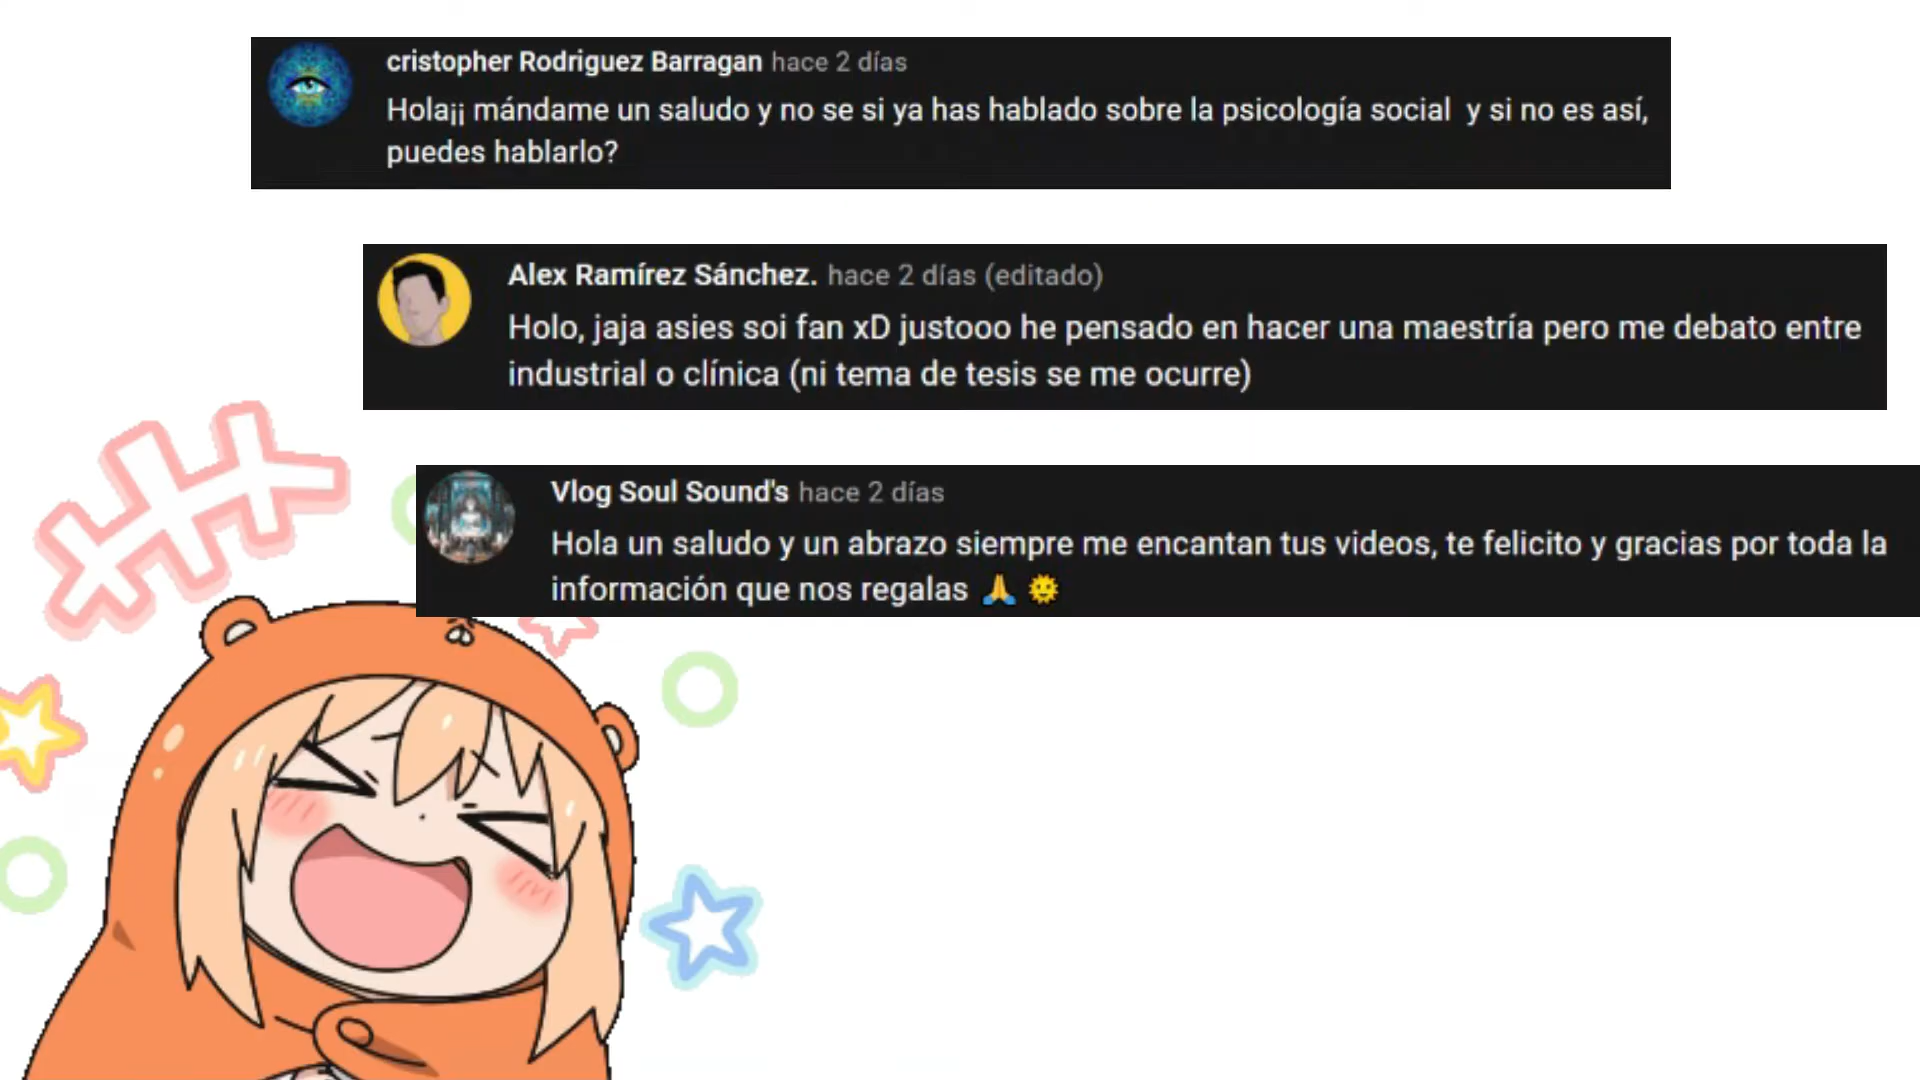 cristopher Rodriguez Barragan hace 2 días
Hola¡¡ mándame un saludo y no se si ya has hablado sobre la psicología social y si no es así,
puedes hablarlo?
Alex Ramírez Sánchez. hace 2 días (editado)
Holo, jaja asies soi fan xD justooo he pensado en hacer una maestría pero me debato entre
industrial o clínica (ni tema de tesis se me ocurre)
Vlog Soul Sound's hace 2 días
Hola un saludo y un abrazo siempre me encantan tus videos, te felicito y gracias por toda la
información que nos regalas 🙏 🌞